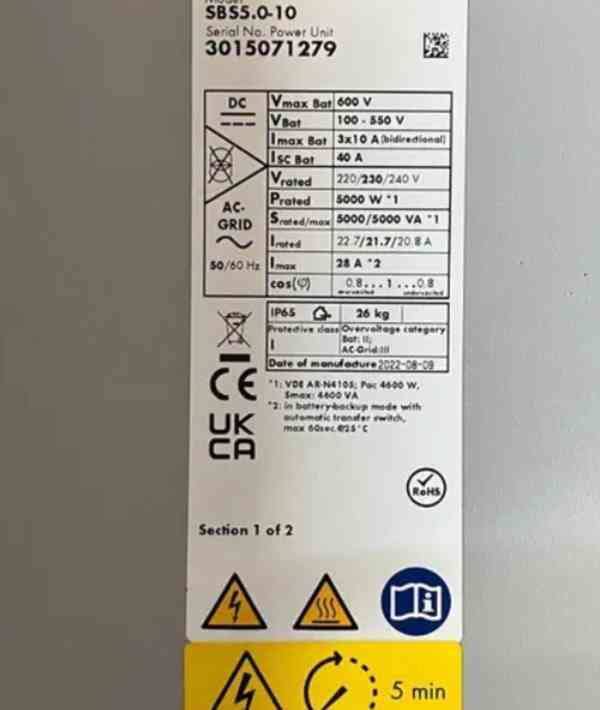 Model
SBS5.0-10
Serial No. Power Unit
3015071279
DC
Vmax Bat 600 V
VBat 100 - 550 V
Imax Bat 3x10 A (bidirectional)
ISC Bat 40 A
AC-
GRID
50/60 Hz
Vrated 220/230/240 V
Prated 5000 W *1
Srated/max 5000/5000 VA *1
Irated 22.7/21.7/20.8 A
Imax 28 A *2
cos(φ) 0.8...1...0.8
overexcited underexcited
IP65 26 kg
Protective class Overvoltage category
I Bat: II;
AC-Grid:III
Date of manufacture 2022-08-08
CE
UK
CA
*1: VDE AR-N4105; Pac 4600 W,
Smax: 4600 VA
*2: in battery-backup mode with
automatic transfer switch,
max 60sec.@25°C
RoHS
Section 1 of 2
5 min